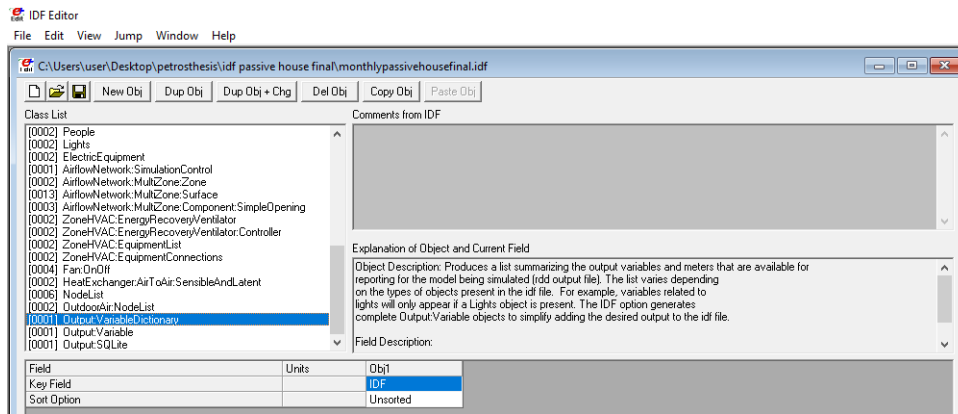 IDF Editor
File Edit View Jump Window Help
C:\Users\user\Desktop\petrosthesis\idf passive house final\monthlypassivehousefinal.idf
New Obj Dup Obj Dup Obj + Chg Del Obj Copy Obj Paste Obj
Class List
[0002] People
[0002] Lights
[0002] ElectricEquipment
[0001] AirflowNetwork:SimulationControl
[0002] AirflowNetwork:MultiZone:Zone
[0013] AirflowNetwork:MultiZone:Surface
[0003] AirflowNetwork:MultiZone:Component:SimpleOpening
[0002] ZoneHVAC:EnergyRecoveryVentilator
[0002] ZoneHVAC:EnergyRecoveryVentilator:Controller
[0002] ZoneHVAC:EquipmentList
[0002] ZoneHVAC:EquipmentConnections
[0004] Fan:OnOff
[0002] HeatExchanger:AirToAir:SensibleAndLatent
[0006] NodeList
[0002] OutdoorAir:NodeList
[0001] Output:VariableDictionary
[0001] Output:Variable
[0001] Output:SQLite
Comments from IDF
Explanation of Object and Current Field
Object Description: Produces a list summarizing the output variables and meters that are available for
reporting for the model being simulated (rdd output file). The list varies depending
on the types of objects present in the idf file. For example, variables related to
lights will only appear if a Lights object is present. The IDF option generates
complete Output:Variable objects to simplify adding the desired output to the idf file.
Field Description:
Field Units Obj1
Key Field IDF
Sort Option Unsorted